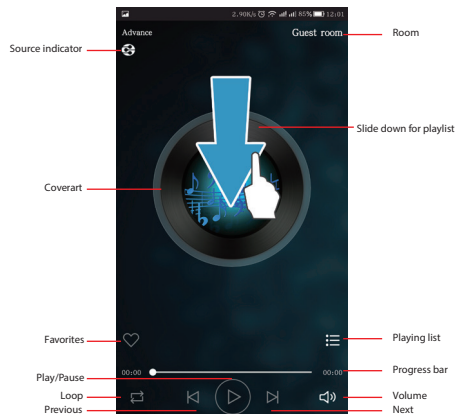 2.90K/s 85% 12:01
Advance
Guest room
Room
Source indicator
Slide down for playlist
Coverart
Favorites
Playing list
00:00
00:00
Progress bar
Play/Pause
Loop
Volume
Previous
Next